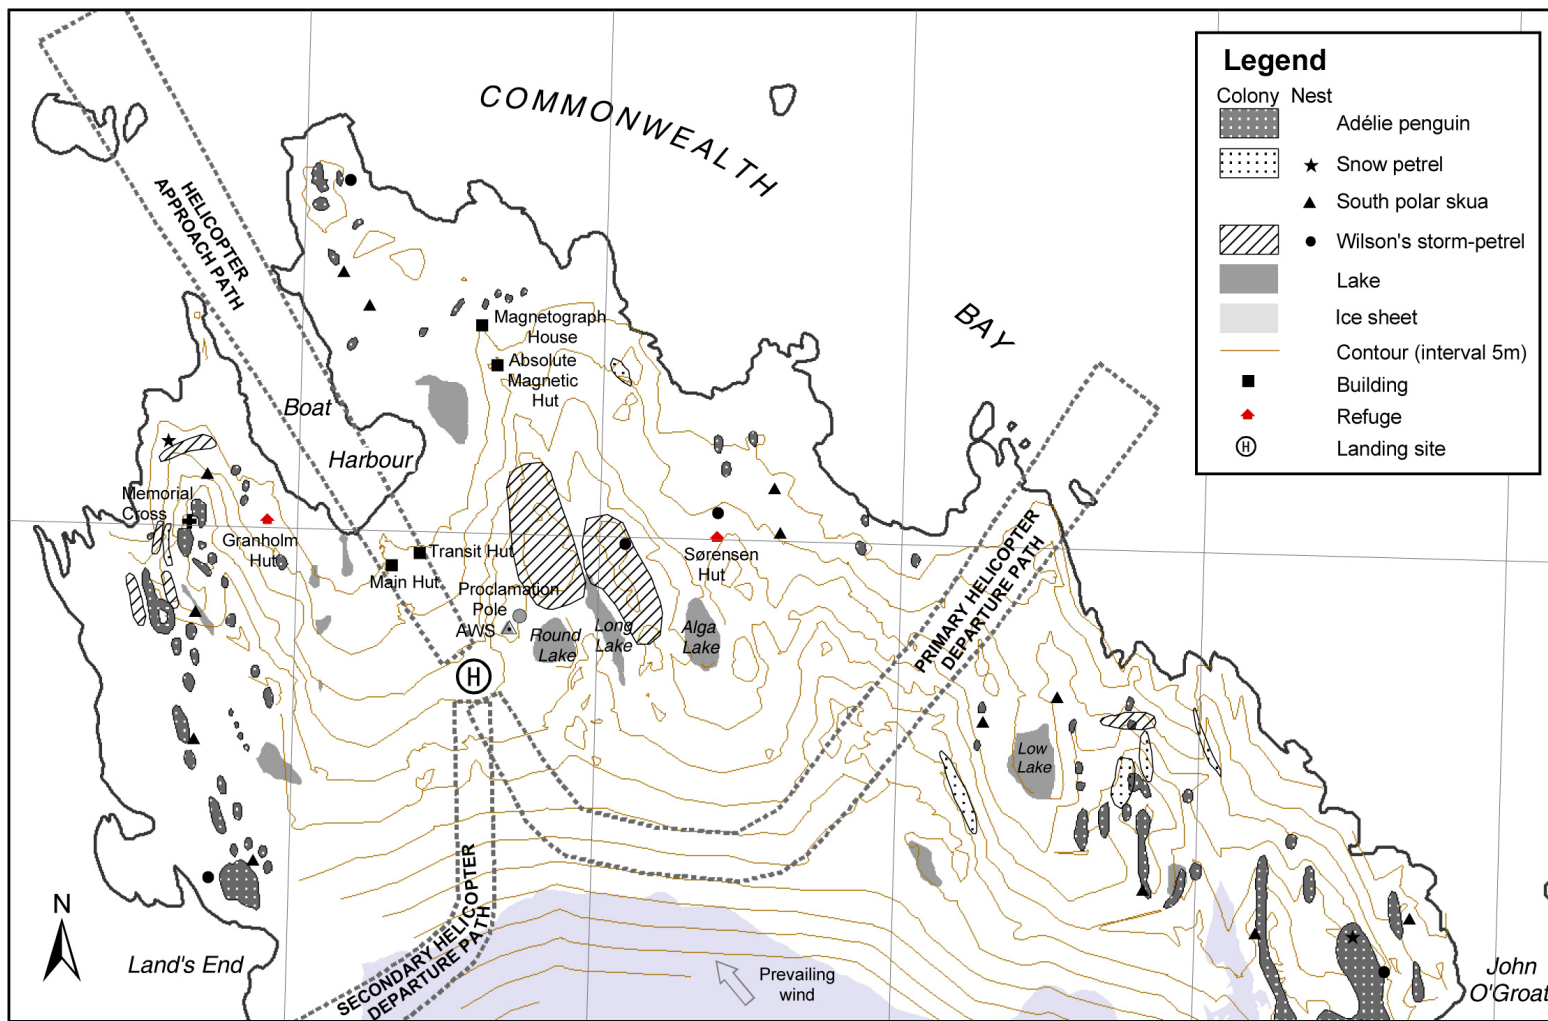 COMMONWEALTH
BAY
Legend
Colony Nest
Adélie penguin
Snow petrel
South polar skua
Wilson's storm-petrel
Lake
Ice sheet
Contour (interval 5m)
Building
Refuge
H
Landing site
HELICOPTER
APPROACH PATH
Magnetograph
House
Absolute
Magnetic
Hut
Boat
Harbour
Memorial
Cross
Granholm
Hut
Transit Hut
Main Hut
Proclamation
Pole
AWS
Round
Lake
Long
Lake
Alga
Lake
Sørensen
Hut
PRIMARY HELICOPTER
DEPARTURE PATH
H
Low
Lake
SECONDARY HELICOPTER
DEPARTURE PATH
N
Land's End
Prevailing
wind
John
O'Groat